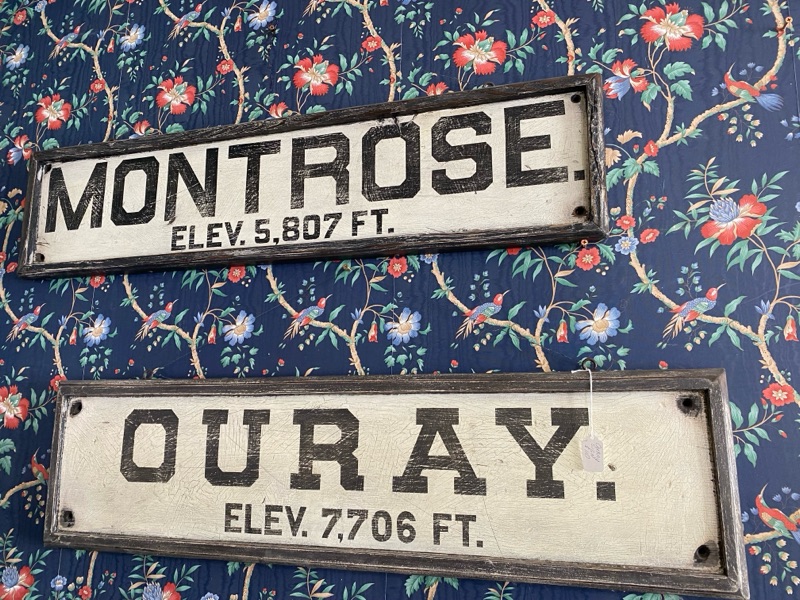 MONTROSE.
ELEV. 5,807 FT.
OURAY.
ELEV. 7,706 FT.